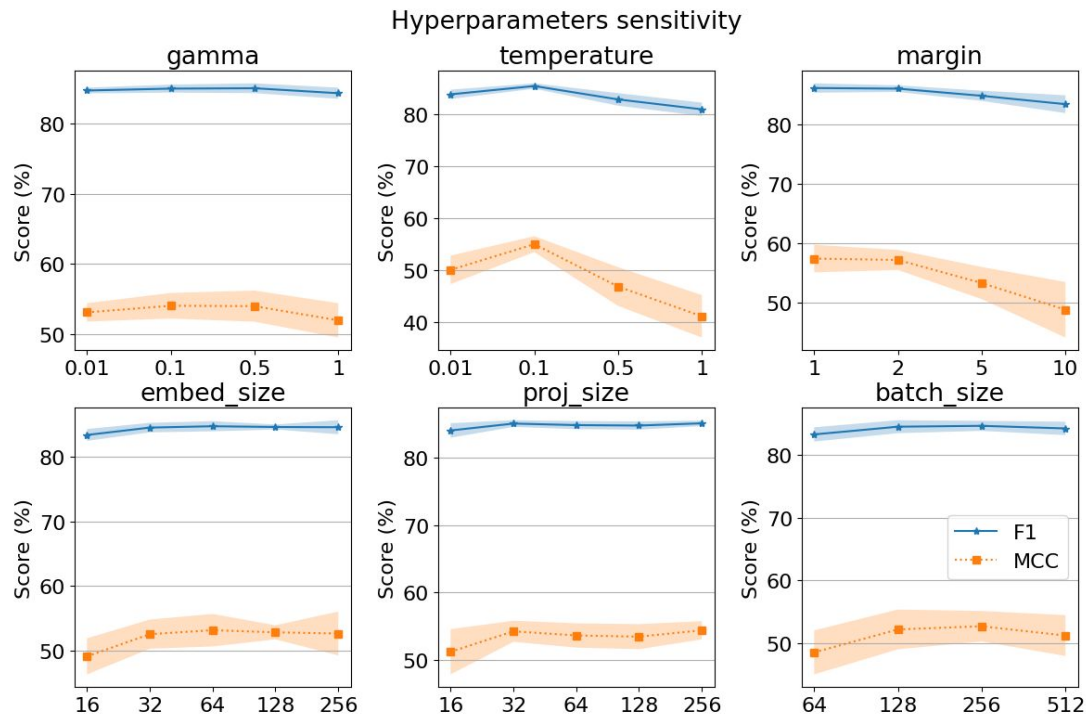 Hyperparameters sensitivity
gamma
temperature
margin
Score (%)
80
70
60
50
0.01 0.1 0.5 1
Score (%)
80
70
60
50
40
0.01 0.1 0.5 1
Score (%)
80
70
60
50
1 2 5 10
embed_size
proj_size
batch_size
Score (%)
80
70
60
50
16 32 64 128 256
Score (%)
80
70
60
50
16 32 64 128 256
Score (%)
80
70
60
50
64 128 256 512
F1
MCC